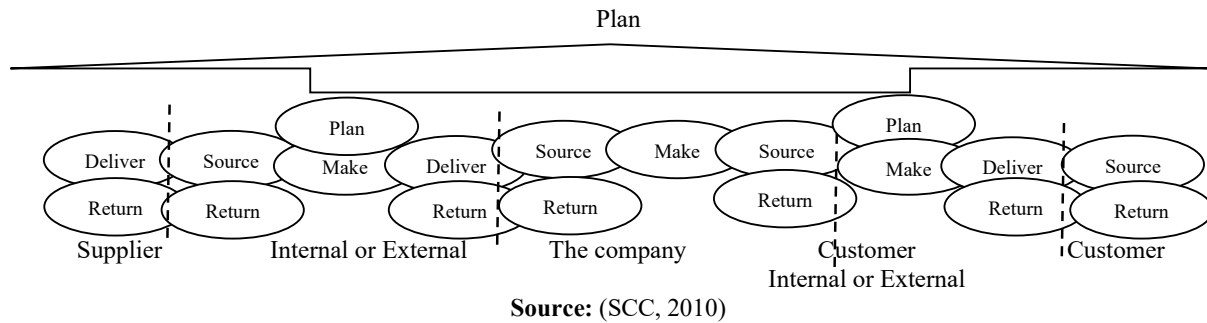 Plan
Plan
Plan
Deliver
Source
Make
Deliver
Source
Make
Source
Make
Deliver
Source
Return
Return
Return
Return
Return
Return
Return
Supplier
Internal or External
The company
Customer
Customer
Internal or External
Source: (SCC, 2010)